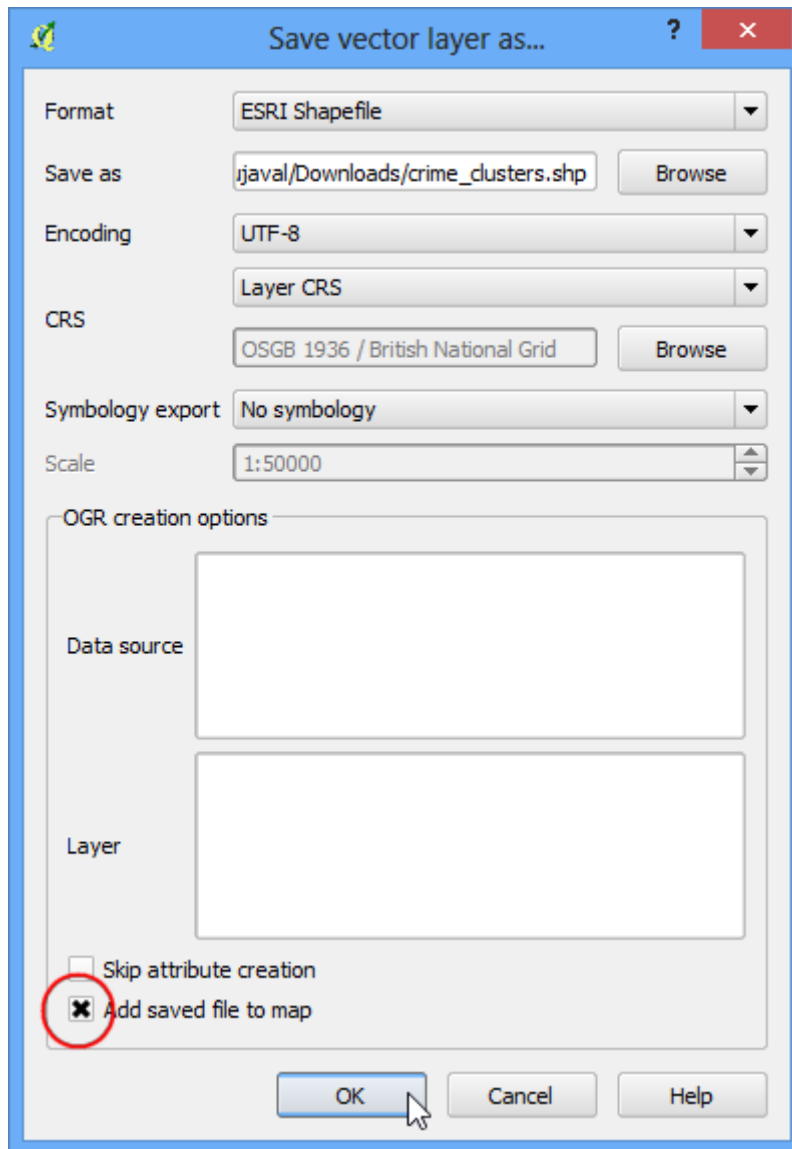 Save vector layer as...
?
Format ESRI Shapefile
Save as ujaval/Downloads/crime_clusters.shp Browse
Encoding UTF-8
Layer CRS
CRS
OSGB 1936 / British National Grid Browse
Symbology export No symbology
Scale 1:50000
OGR creation options
Data source
Layer
Skip attribute creation
Add saved file to map
OK Cancel Help